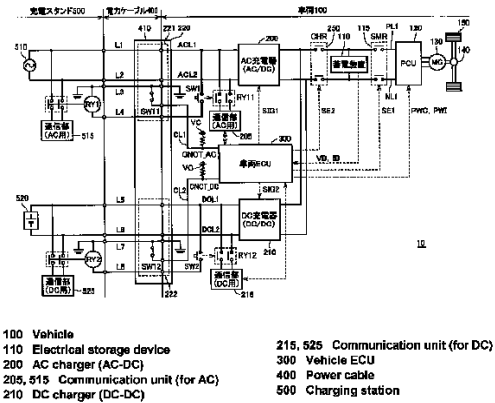 充電スタンド500 電力ケーブル400 車両100
410 221 220 200 250 110 115 PL1 120 150
510 L1 ACL1 AC充電器 (AC/DC) CHR SMR PCU 130 MG 140
L2 ACL2 蓄電装置
L3 SW1
RY1 L4 SW11 RY11 NL1
通信部 (AC用) 515 通信部 (AC用) 205 SIG1 SE2 SE1 PWC, PWI
VC CL1 300
CNCT_AC 車両ECU VB, IB
VC
CNCT_DC
520 CL2 SIG2
L5 DCL1 DC充電器 (DC/DC)
L6 DCL2 210 10
L7
RY2 L8 SW12 SW2 RY12
通信部 (DC用) 525 222 通信部 (DC用) 215
100 Vehicle
110 Electrical storage device
200 AC charger (AC-DC)
205, 515 Communication unit (for AC)
210 DC charger (DC-DC)
215, 525 Communication unit (for DC)
300 Vehicle ECU
400 Power cable
500 Charging station